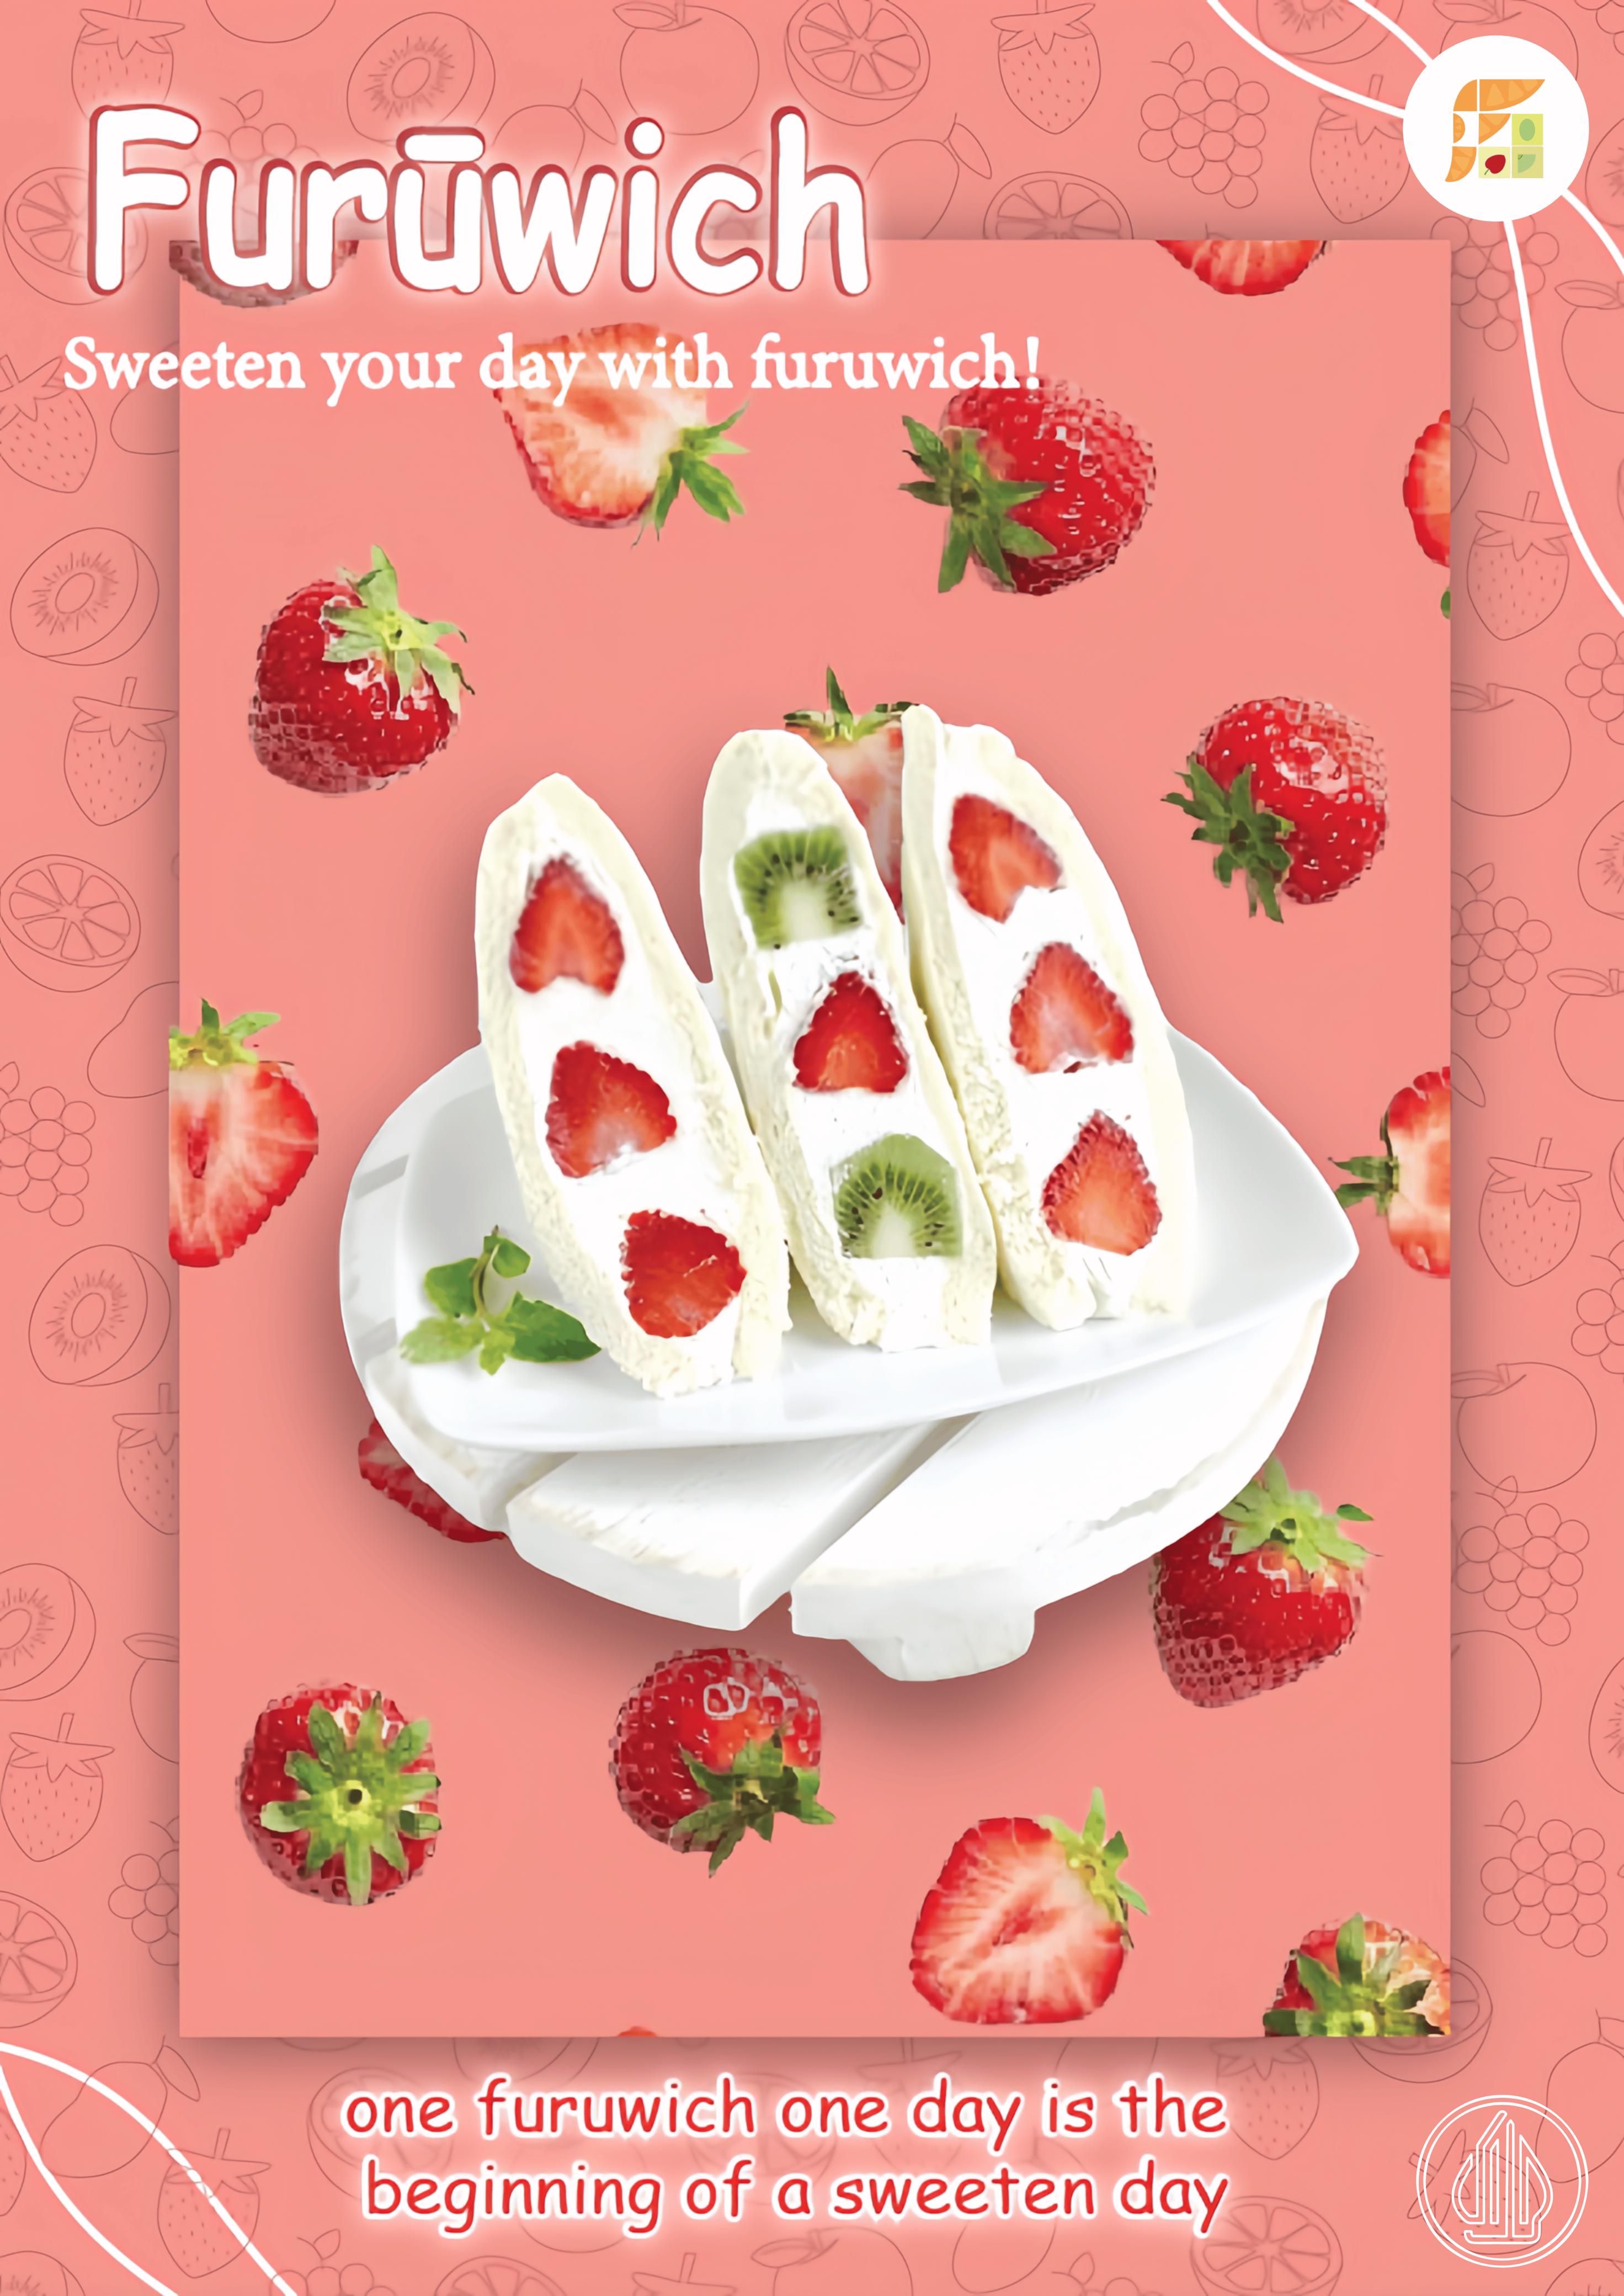 Furūwich
Sweeten your day with furuwich!
one furuwich one day is the
beginning of a sweeten day